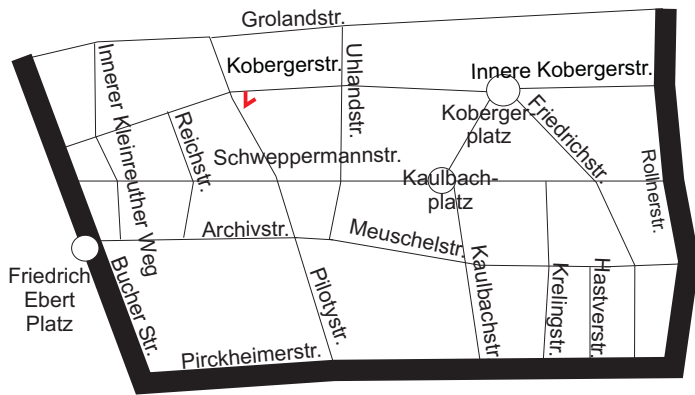 Grolandstr.
Kobergerstr.
Innere Kobergerstr.
Uhlandstr.
Innerer Kleinreuther Weg
Reichstr.
Koberger-
platz
Friedrichstr.
Schweppermannstr.
Kaulbach-
platz
Rollnerstr.
Archivstr.
Meuschelstr.
Friedrich
Ebert
Platz
Bucher Str.
Pilotystr.
Kaulbachstr.
Krelingstr.
Hastverstr.
Pirckheimerstr.